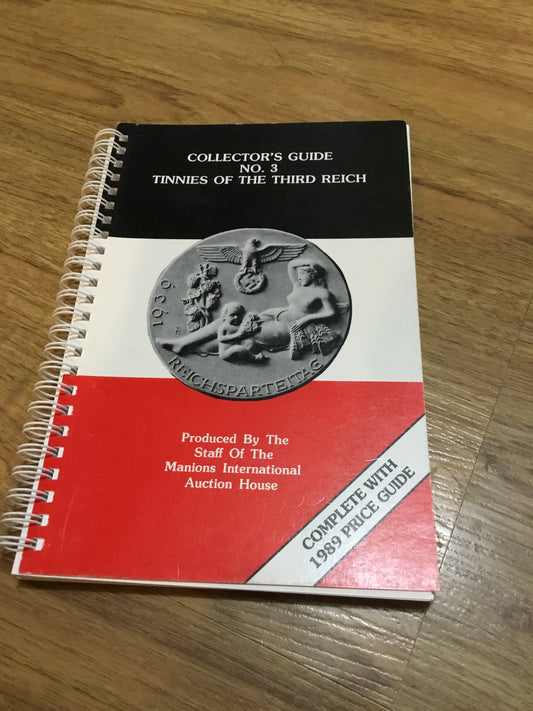 COLLECTOR'S GUIDE
NO. 3
TINNIES OF THE THIRD REICH
1939
REICHSPARTEITAG
Produced By The
Staff Of The
Manions International
Auction House
COMPLETE WITH
1989 PRICE GUIDE